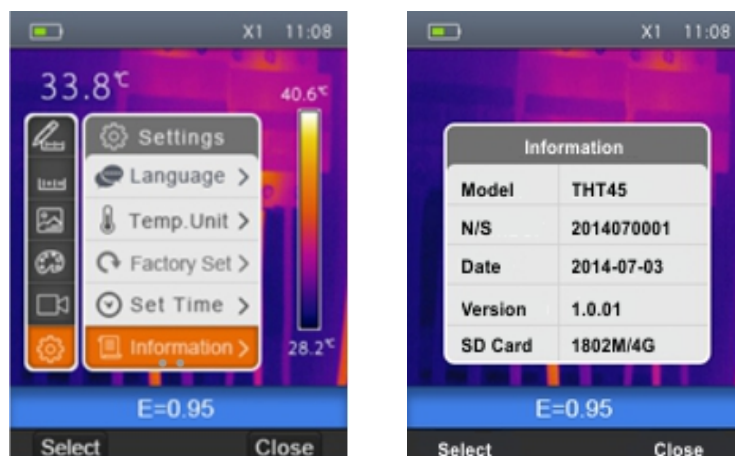 X1 11:08
33.8℃
40.6℃
Settings
Language
Temp.Unit
Factory Set
Set Time
Information
28.2℃
E=0.95
Select Close
X1 11:08
Information
Model THT45
N/S 2014070001
Date 2014-07-03
Version 1.0.01
SD Card 1802M/4G
E=0.95
Select Close